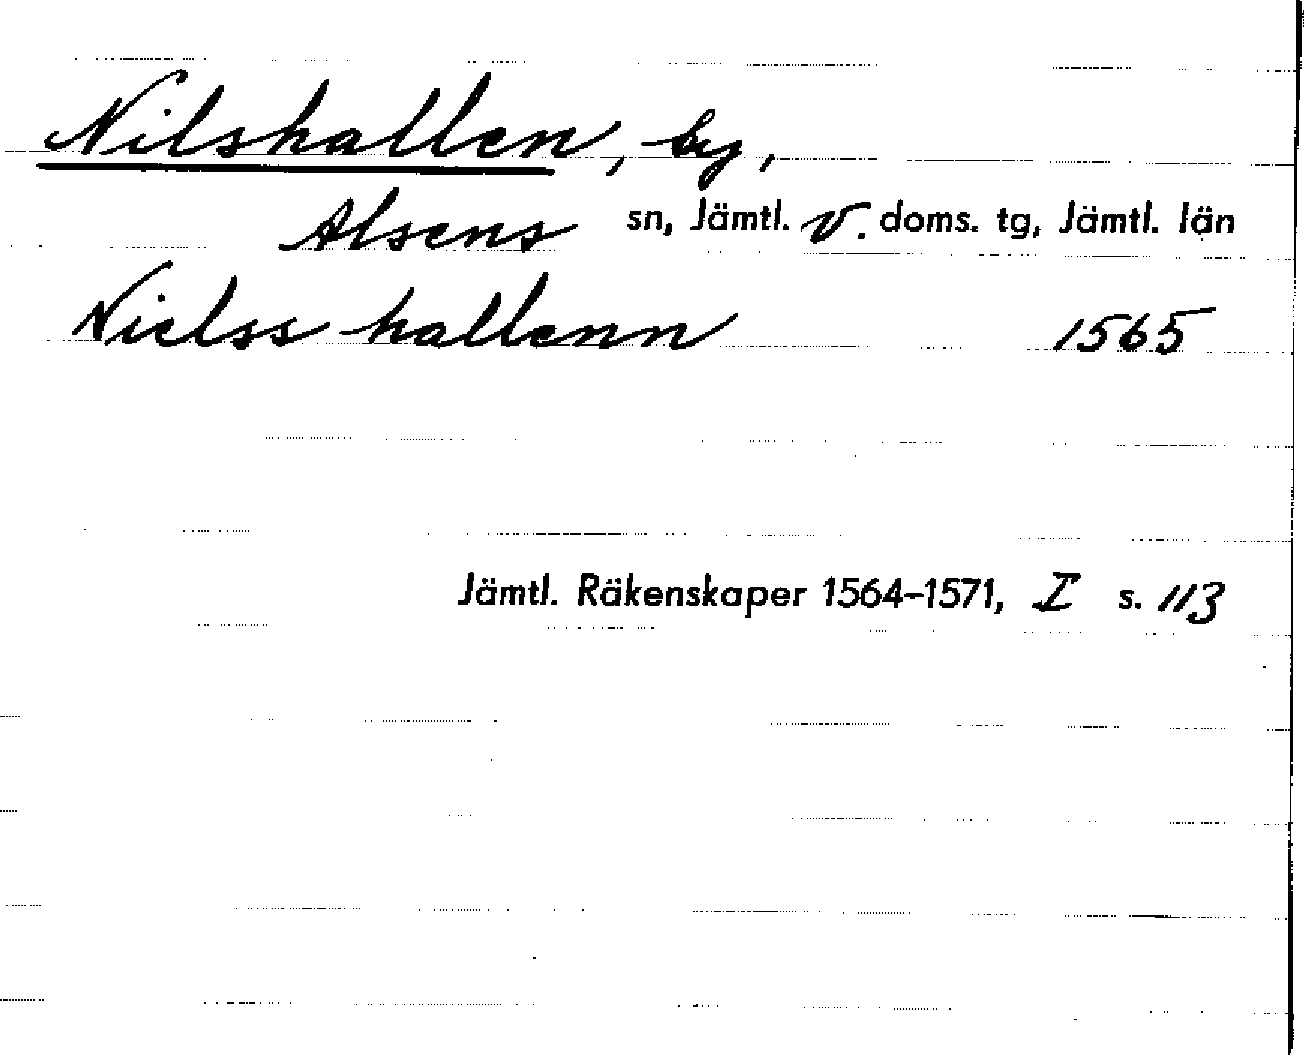 Nilshallen, by,
Alsens sn, Jämtl. V. doms. tg, Jämtl. län
Nielss hallenn 1565
Jämtl. Räkenskaper 1564-1571, I s. 113